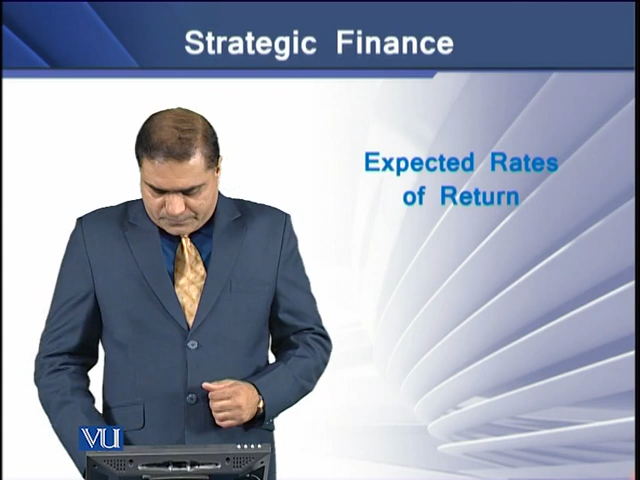 Strategic Finance
Expected Rates
of Return
VU